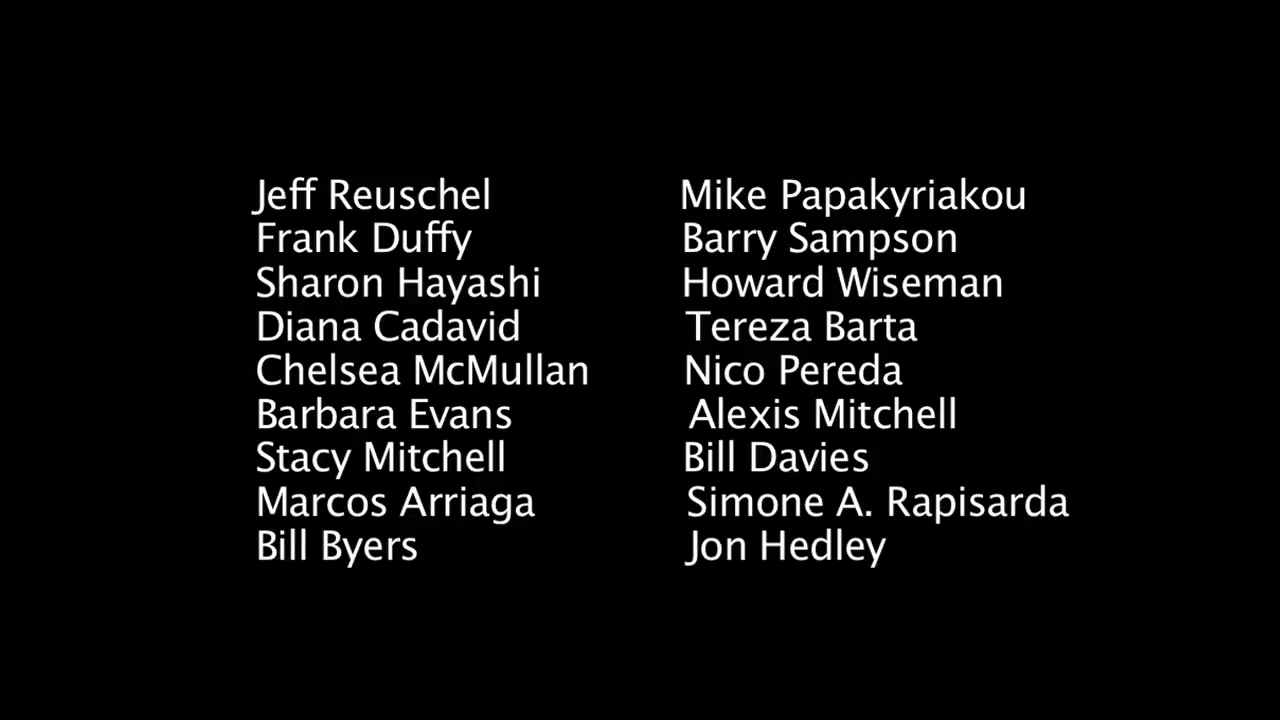 Jeff Reuschel
Frank Duffy
Sharon Hayashi
Diana Cadavid
Chelsea McMullan
Barbara Evans
Stacy Mitchell
Marcos Arriaga
Bill Byers
Mike Papakyriakou
Barry Sampson
Howard Wiseman
Tereza Barta
Nico Pereda
Alexis Mitchell
Bill Davies
Simone A. Rapisarda
Jon Hedley